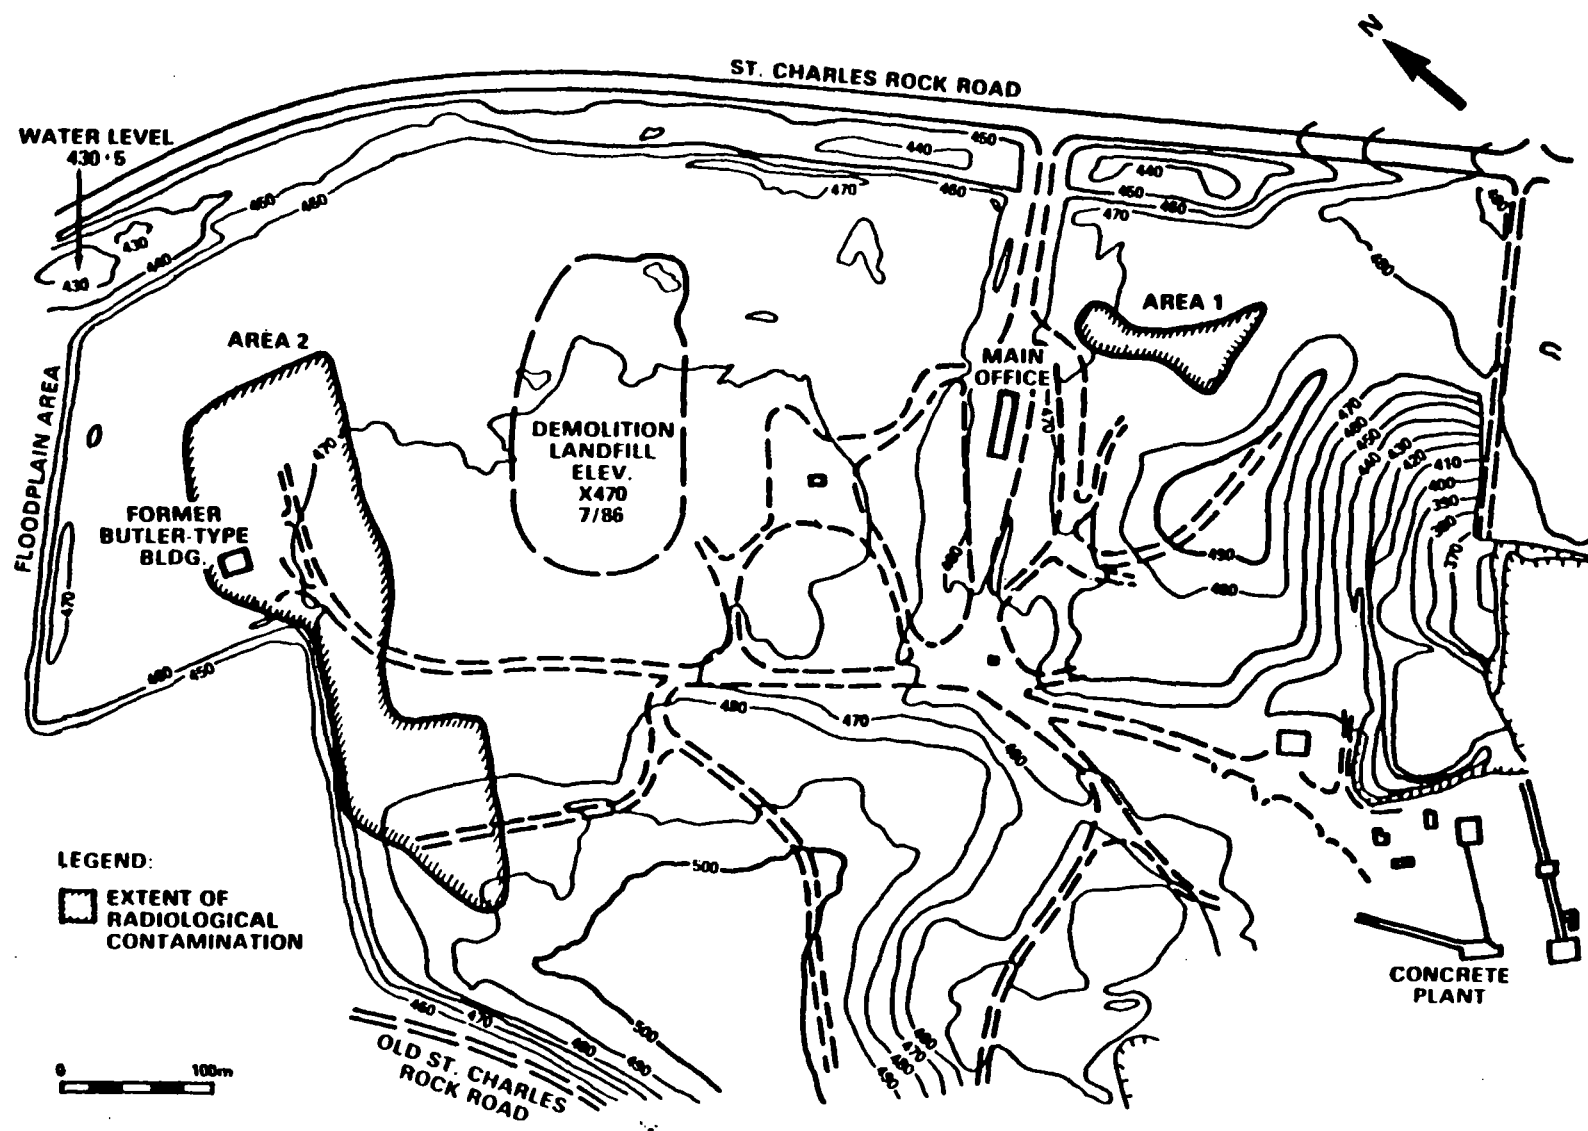 N
ST. CHARLES ROCK ROAD
WATER LEVEL
430·5
450
440
440
470
460
450
460
470
450
460
430
440
430
480
AREA 1
AREA 2
MAIN
OFFICE
470
FLOODPLAIN AREA
DEMOLITION
LANDFILL
ELEV.
X470
7/86
470
470
460
450
440
430
420
410
400
390
380
370
FORMER
BUTLER-TYPE
BLDG.
490
480
470
460
450
480
470
480
500
LEGEND:
EXTENT OF
RADIOLOGICAL
CONTAMINATION
CONCRETE
PLANT
460
470
480
490
500
460
470
480
490
OLD ST. CHARLES
ROCK ROAD
0 100m